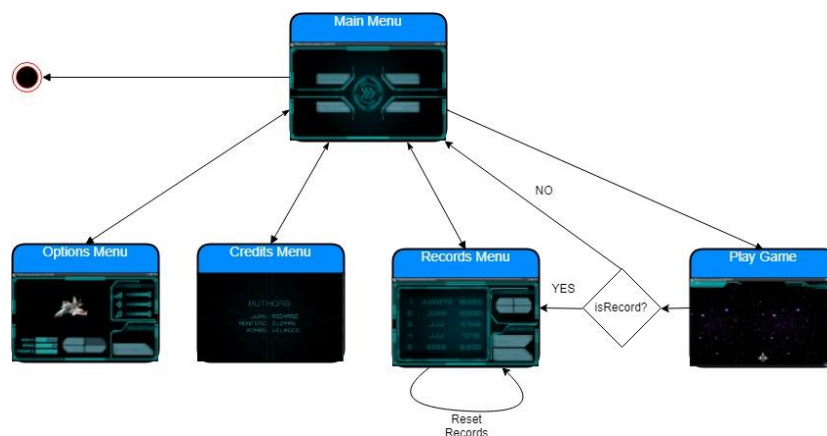 Main Menu
NO
Options Menu
Credits Menu
Records Menu
Play Game
YES
isRecord?
AUTHORS
Reset
Records